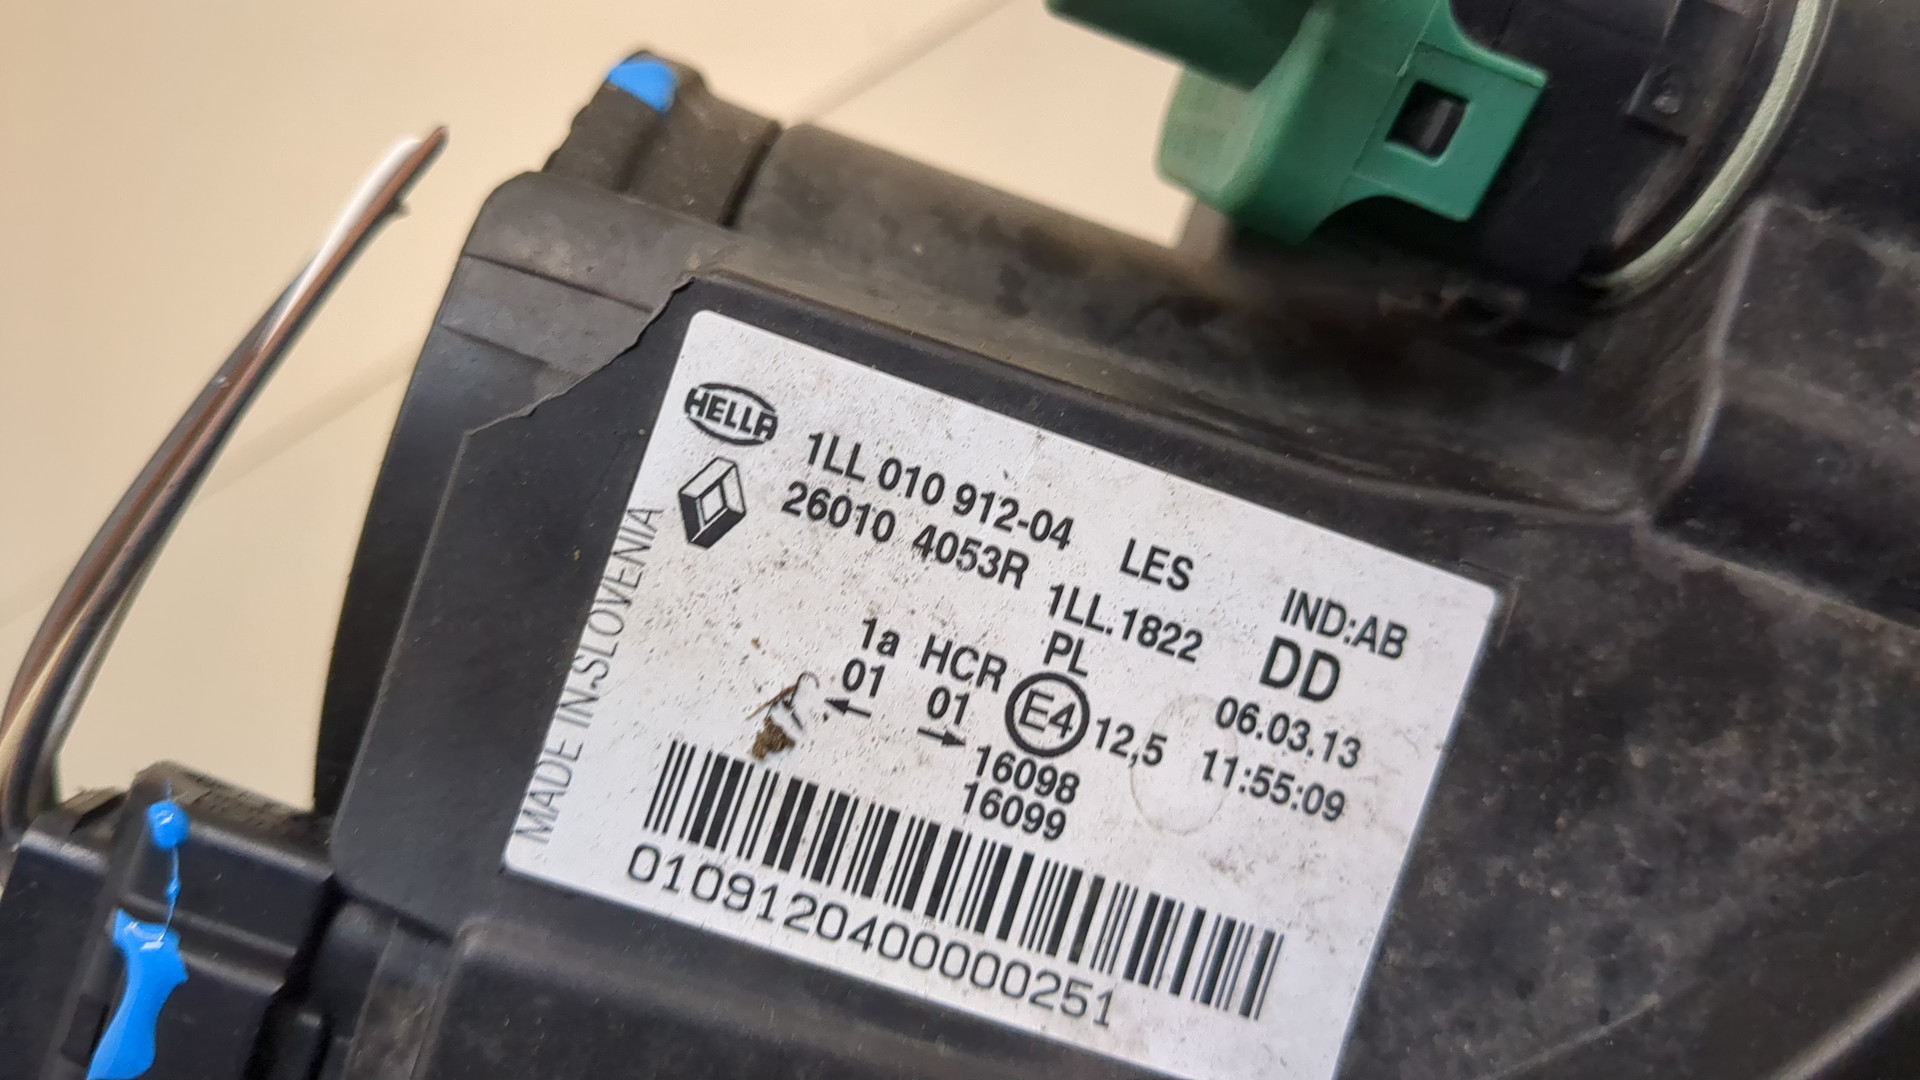 HELLA
1LL 010 912-04 LES IND:AB
26010 4053R 1LL.1822 DD
1a HCR PL 06.03.13
01 01 E4 12,5 11:55:09
← → 16098
16099
010912040000251
MADE IN SLOVENIA